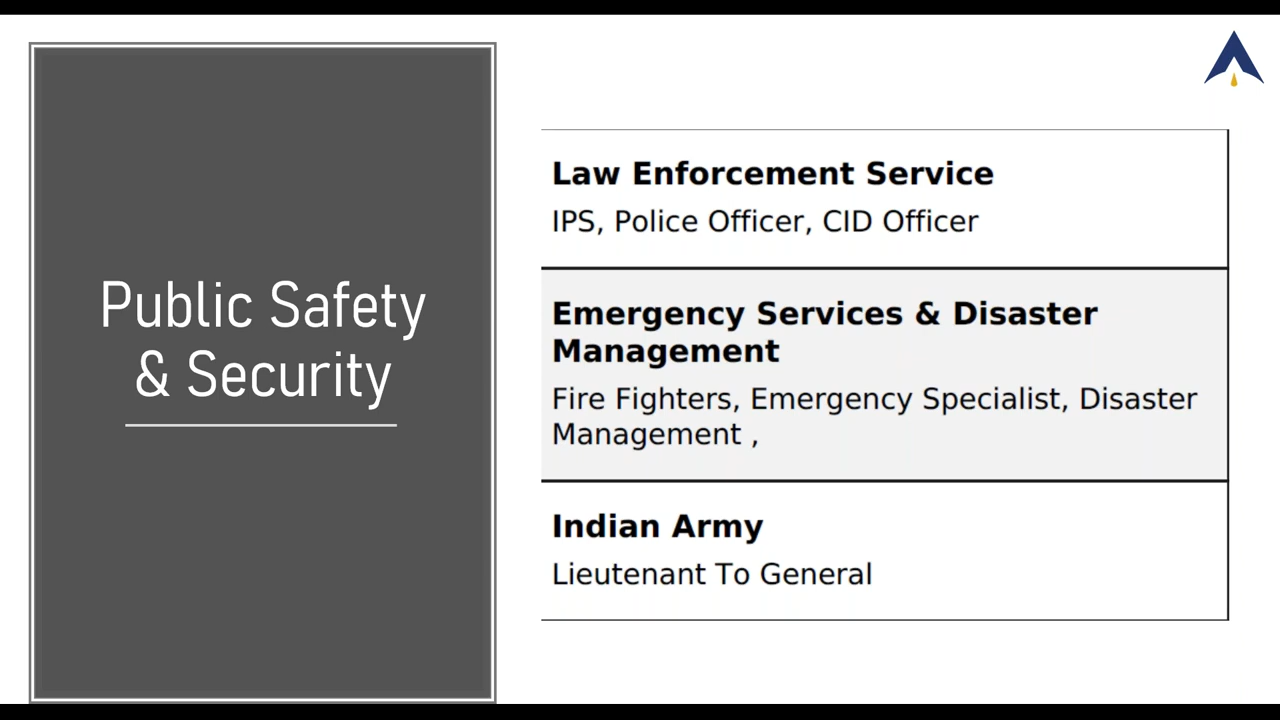 Public Safety
& Security
Law Enforcement Service
IPS, Police Officer, CID Officer
Emergency Services & Disaster
Management
Fire Fighters, Emergency Specialist, Disaster
Management ,
Indian Army
Lieutenant To General